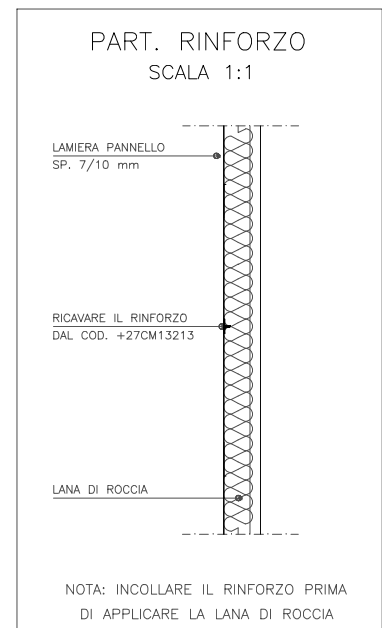 PART. RINFORZO
SCALA 1:1
LAMIERA PANNELLO
SP. 7/10 mm
RICAVARE IL RINFORZO
DAL COD. +27CM13213
LANA DI ROCCIA
NOTA: INCOLLARE IL RINFORZO PRIMA
DI APPLICARE LA LANA DI ROCCIA